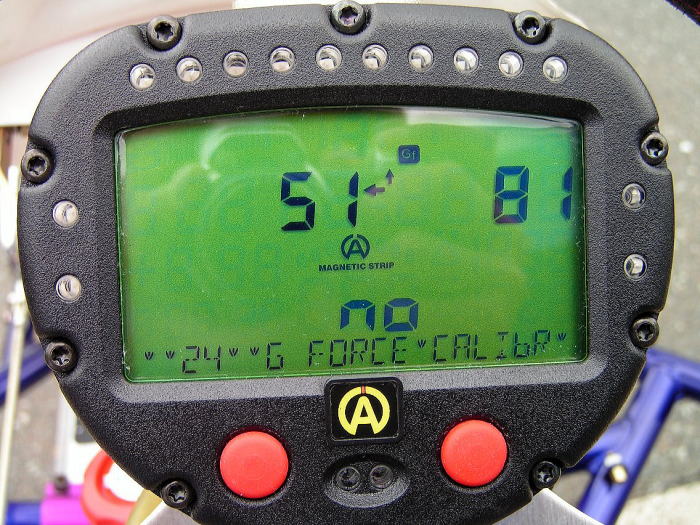 Gf
51 81
A
MAGNETIC STRIP
no
**24**G FORCE*CALIbR*
A